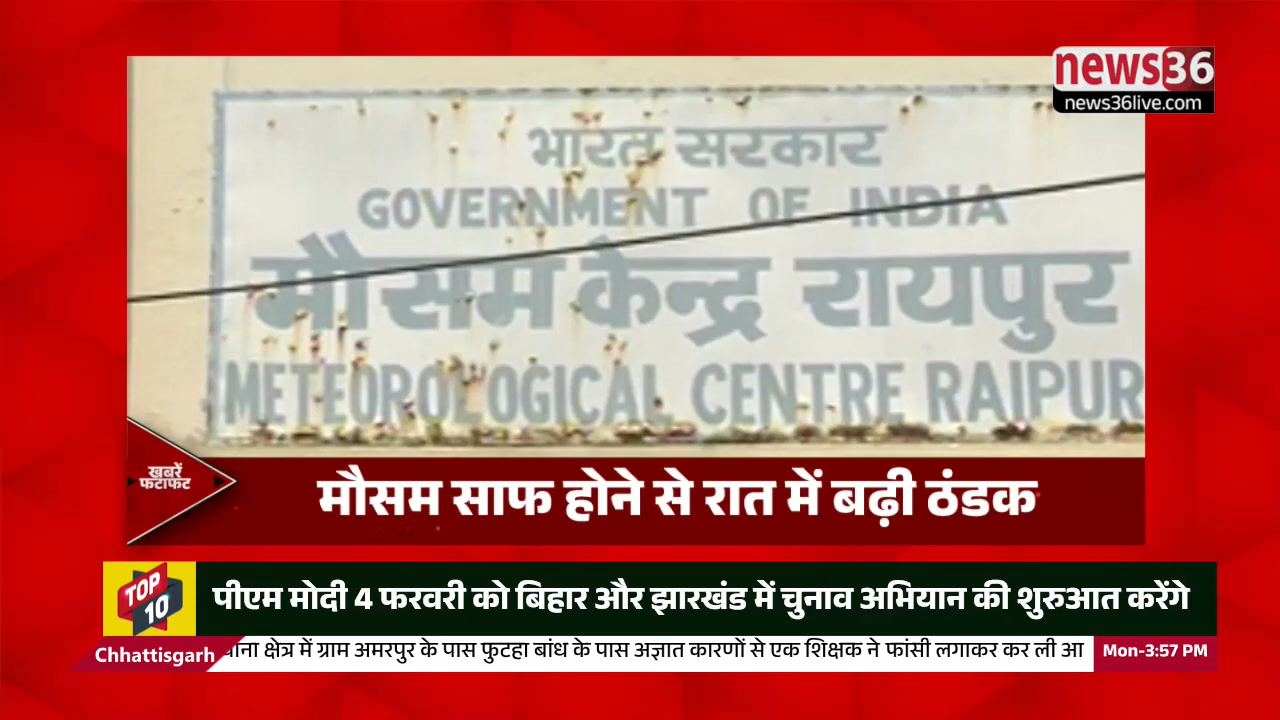 news36
news36live.com
भारत सरकार
GOVERNMENT OF INDIA
मौसम केन्द्र रायपुर
METEOROLOGICAL CENTRE RAIPUR
खबरें
फटाफट
मौसम साफ होने से रात में बढ़ी ठंडक
TOP
10
पीएम मोदी 4 फरवरी को बिहार और झारखंड में चुनाव अभियान की शुरुआत करेंगे
Chhattisgarh
क्षेत्र में ग्राम अमरपुर के पास फुटहा बांध के पास अज्ञात कारणों से एक शिक्षक ने फांसी लगाकर कर ली आ
Mon-3:57 PM